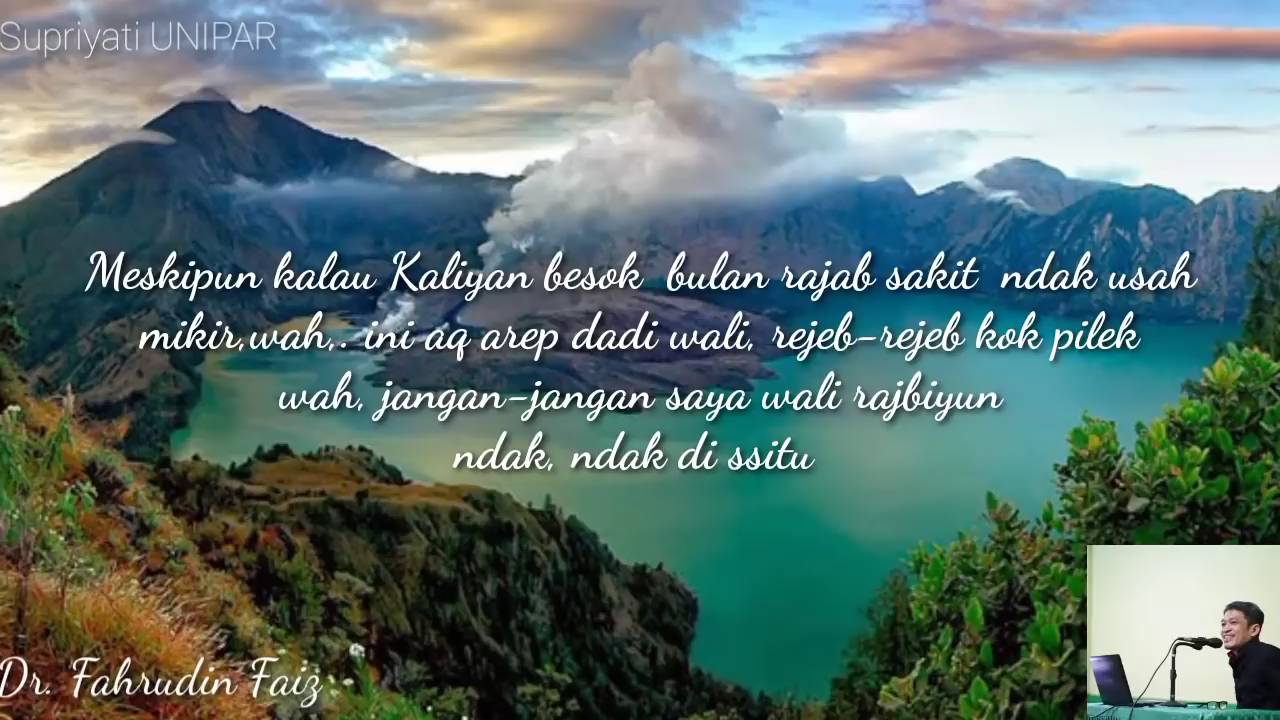 Supriyati UNIPAR
Meskipun kalau Kaliyan besok bulan rajab sakit ndak usah
mikir,wah,. ini aq arep dadi wali, rejeb-rejeb kok pilek
wah, jangan-jangan saya wali rajbiyun
ndak, ndak di ssitu
Dr. Fahrudin Faiz